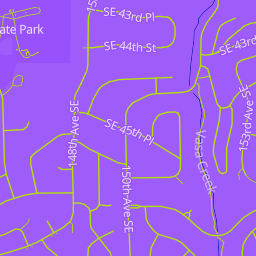 15
SE 43rd Pl
ate Park
SE 44th St
SE 43rd
148th Ave SE
SE 45th Pl
153rd Ave SE
Vasa Creek
150th Ave SE